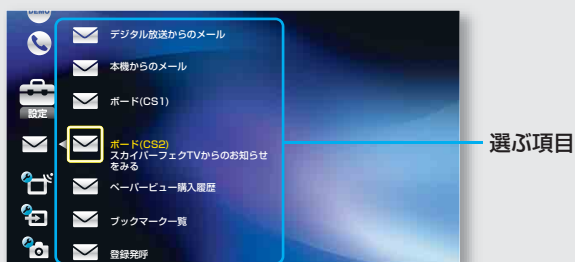 DEMO
デジタル放送からのメール
本機からのメール
設定
ボード(CS1)
ボード(CS2)
スカイパーフェクTVからのお知らせ
をみる
ペーパービュー購入履歴
ブックマーク一覧
登録発呼
選ぶ項目